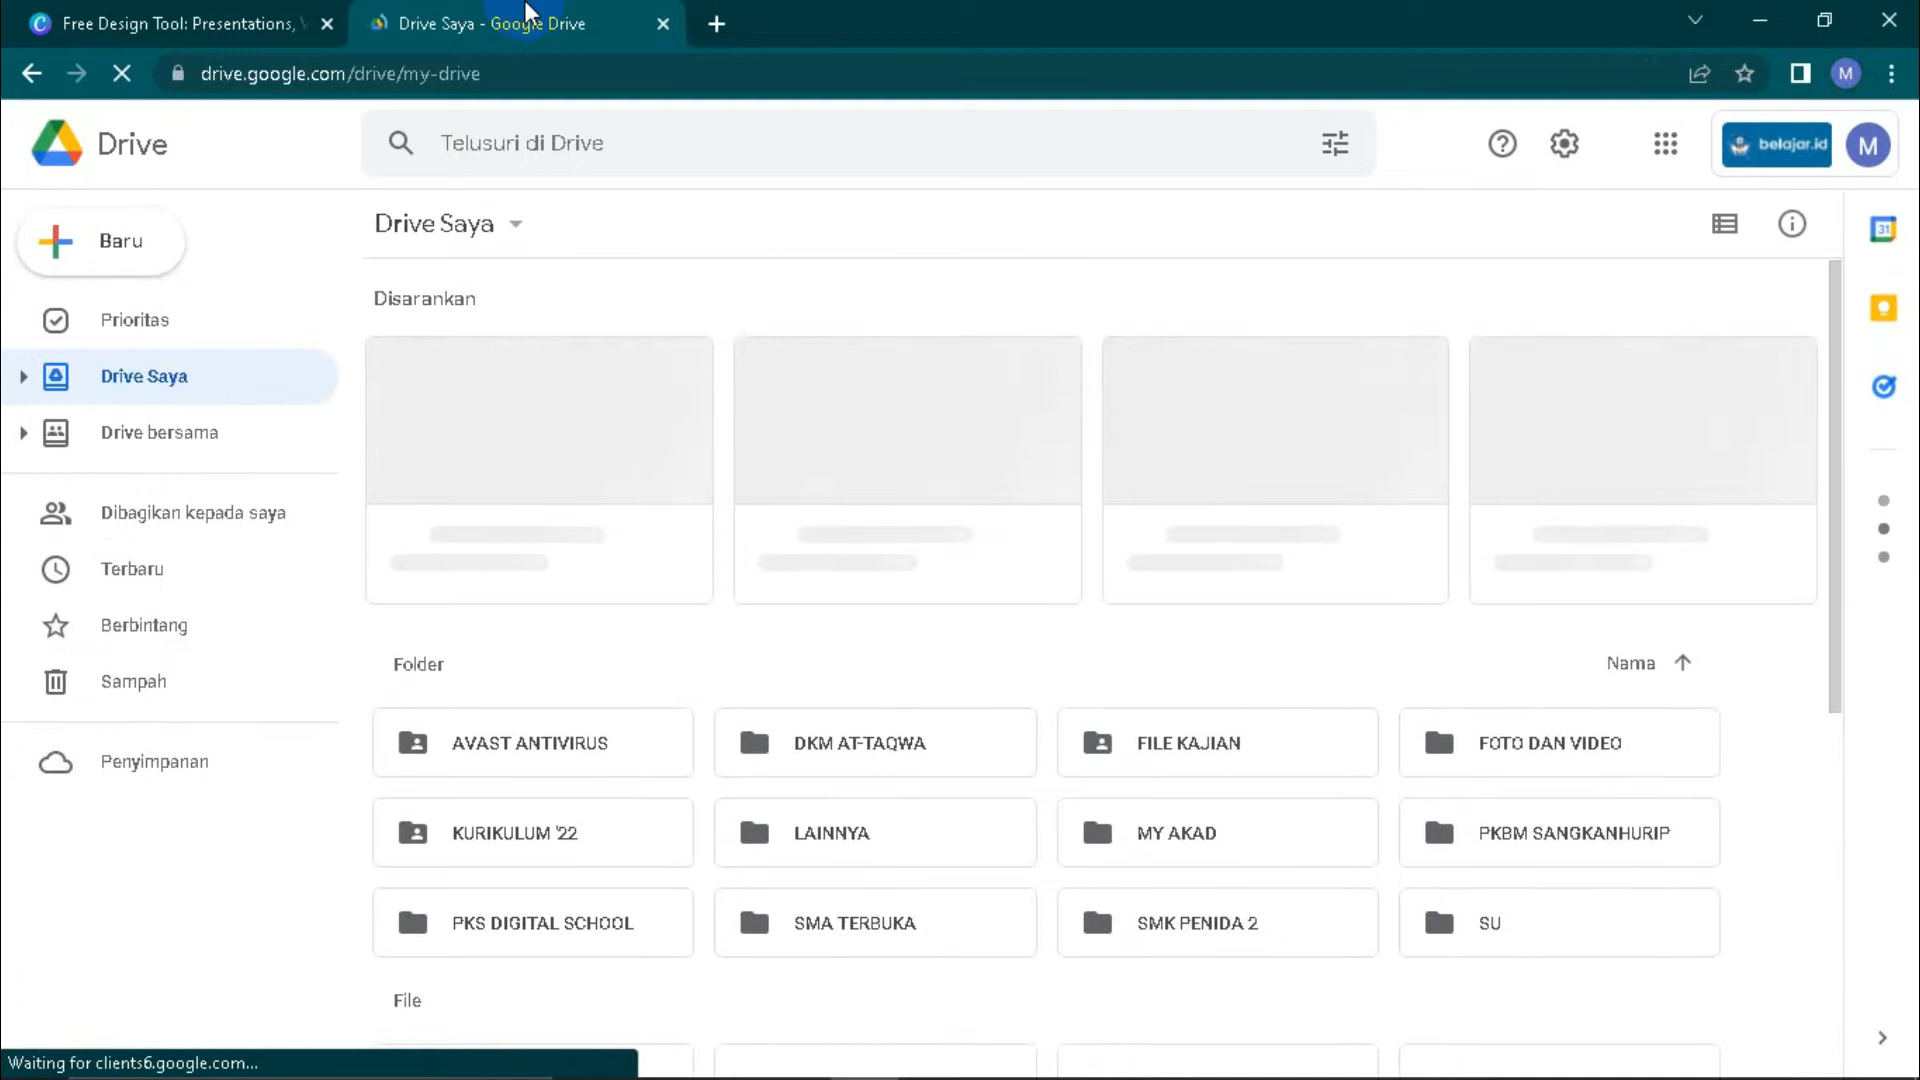 Free Design Tool: Presentations,
Drive Saya - Google Drive
drive.google.com/drive/my-drive
M
Drive
Telusuri di Drive
belajar.id
M
Baru
Drive Saya
31
Disarankan
Prioritas
Drive Saya
Drive bersama
Dibagikan kepada saya
Terbaru
Berbintang
Sampah
Penyimpanan
Folder
Nama
AVAST ANTIVIRUS
DKM AT-TAQWA
FILE KAJIAN
FOTO DAN VIDEO
KURIKULUM '22
LAINNYA
MY AKAD
PKBM SANGKANHURIP
PKS DIGITAL SCHOOL
SMA TERBUKA
SMK PENIDA 2
SU
File
Waiting for clients6.google.com...